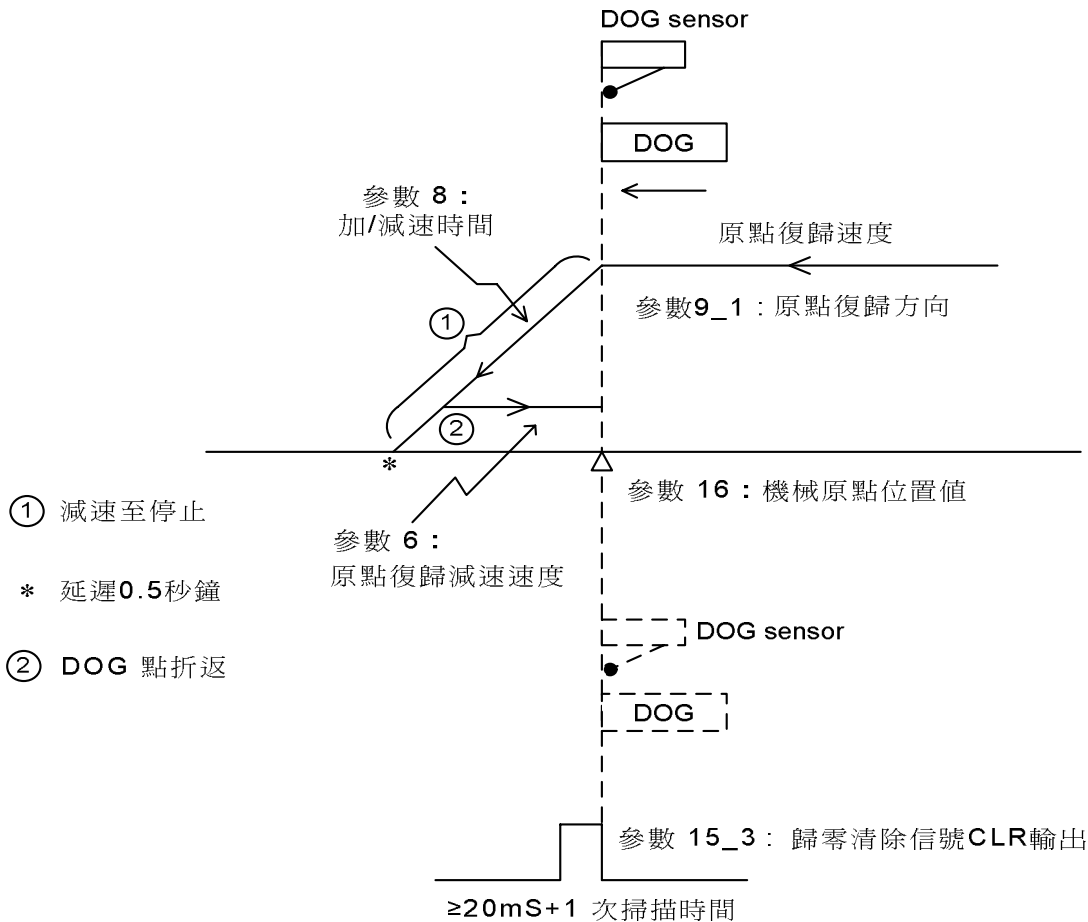 DOG sensor
DOG
參數 8：
加/減速時間
原點復歸速度
參數9_1：原點復歸方向
①
②
*
參數 16：機械原點位置值
① 減速至停止
參數 6：
原點復歸減速速度
* 延遲0.5秒鐘
DOG sensor
② DOG 點折返
DOG
參數 15_3：歸零清除信號CLR輸出
≥20mS+1 次掃描時間